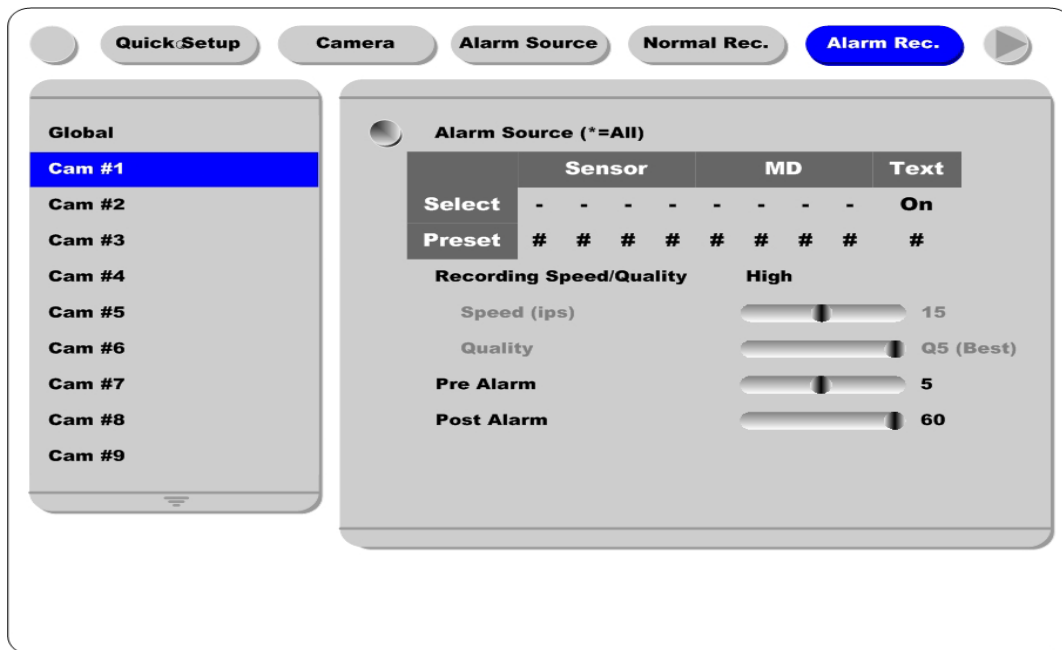 Quick Setup Camera Alarm Source Normal Rec. Alarm Rec.
Global
Cam #1
Cam #2
Cam #3
Cam #4
Cam #5
Cam #6
Cam #7
Cam #8
Cam #9
Alarm Source (*=All)
Sensor MD Text
Select - - - - - - - - On
Preset # # # # # # # # #
Recording Speed/Quality High
Speed (ips) 15
Quality Q5 (Best)
Pre Alarm 5
Post Alarm 60